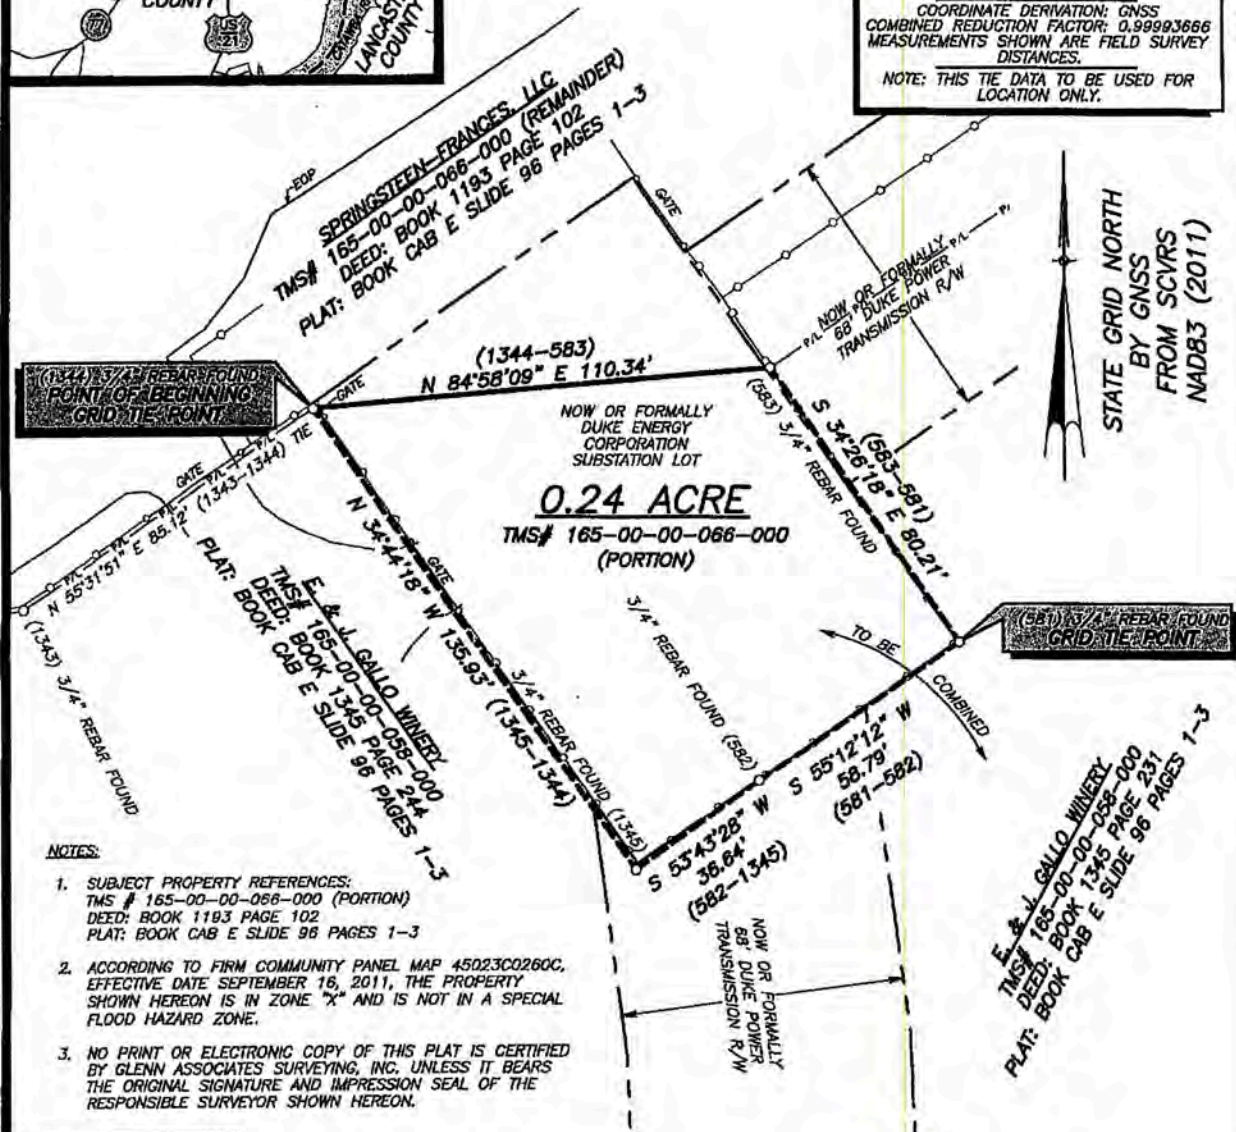 COUNTY
77
US
21
LANCAST
COUNTY
COORDINATE DERIVATION: GNSS
COMBINED REDUCTION FACTOR: 0.99993666
MEASUREMENTS SHOWN ARE FIELD SURVEY
DISTANCES.
NOTE: THIS TIE DATA TO BE USED FOR
LOCATION ONLY.
EOP
SPRINGSTEEN-FRANCES, LLC
TMS# 165-00-00-066-000 (REMAINDER)
DEED: BOOK 1193 PAGE 102
PLAT: BOOK CAB E SLIDE 96 PAGES 1-3
GATE
P/L
NOW OR FORMALLY
68' DUKE POWER
TRANSMISSION R/W
P/L
P/L
STATE GRID NORTH
BY GNSS
FROM SCVRS
NAD83 (2011)
(1344) 3/4" REBAR FOUND
POINT OF BEGINNING
GRID TIE POINT
GATE
(1344-583)
N 84°58'09" E 110.34'
(583) 3/4" REBAR FOUND
(583-581)
S 34°26'18" E 80.21'
NOW OR FORMALLY
DUKE ENERGY
CORPORATION
SUBSTATION LOT
0.24 ACRE
TMS# 165-00-00-066-000
(PORTION)
GATE P/L (1343-1344) TIE
P/L P/L
N 55°31'51" E 85.12'
(1343) 3/4" REBAR FOUND
GATE
N 34°44'18" W 135.93' (1345-1344)
3/4" REBAR FOUND (1345)
E. & J. GALLO WINERY
TMS# 165-00-00-058-000
DEED: BOOK 1345 PAGE 244
PLAT: BOOK CAB E SLIDE 96 PAGES 1-3
3/4" REBAR FOUND (582)
(581) 3/4" REBAR FOUND
GRID TIE POINT
TO BE
COMBINED
S 55°12'12" W
58.79'
(581-582)
S 53°43'28" W
36.64'
(582-1345)
NOW OR FORMALLY
68' DUKE POWER
TRANSMISSION R/W
E. & J. GALLO WINERY
TMS# 165-00-00-058-000
DEED: BOOK 1345 PAGE 231
PLAT: BOOK CAB E SLIDE 96 PAGES 1-3
NOTES:
1. SUBJECT PROPERTY REFERENCES:
TMS # 165-00-00-066-000 (PORTION)
DEED: BOOK 1193 PAGE 102
PLAT: BOOK CAB E SLIDE 96 PAGES 1-3
2. ACCORDING TO FIRM COMMUNITY PANEL MAP 45023C0260C,
EFFECTIVE DATE SEPTEMBER 16, 2011, THE PROPERTY
SHOWN HEREON IS IN ZONE "X" AND IS NOT IN A SPECIAL
FLOOD HAZARD ZONE.
3. NO PRINT OR ELECTRONIC COPY OF THIS PLAT IS CERTIFIED
BY GLENN ASSOCIATES SURVEYING, INC. UNLESS IT BEARS
THE ORIGINAL SIGNATURE AND IMPRESSION SEAL OF THE
RESPONSIBLE SURVEYOR SHOWN HEREON.